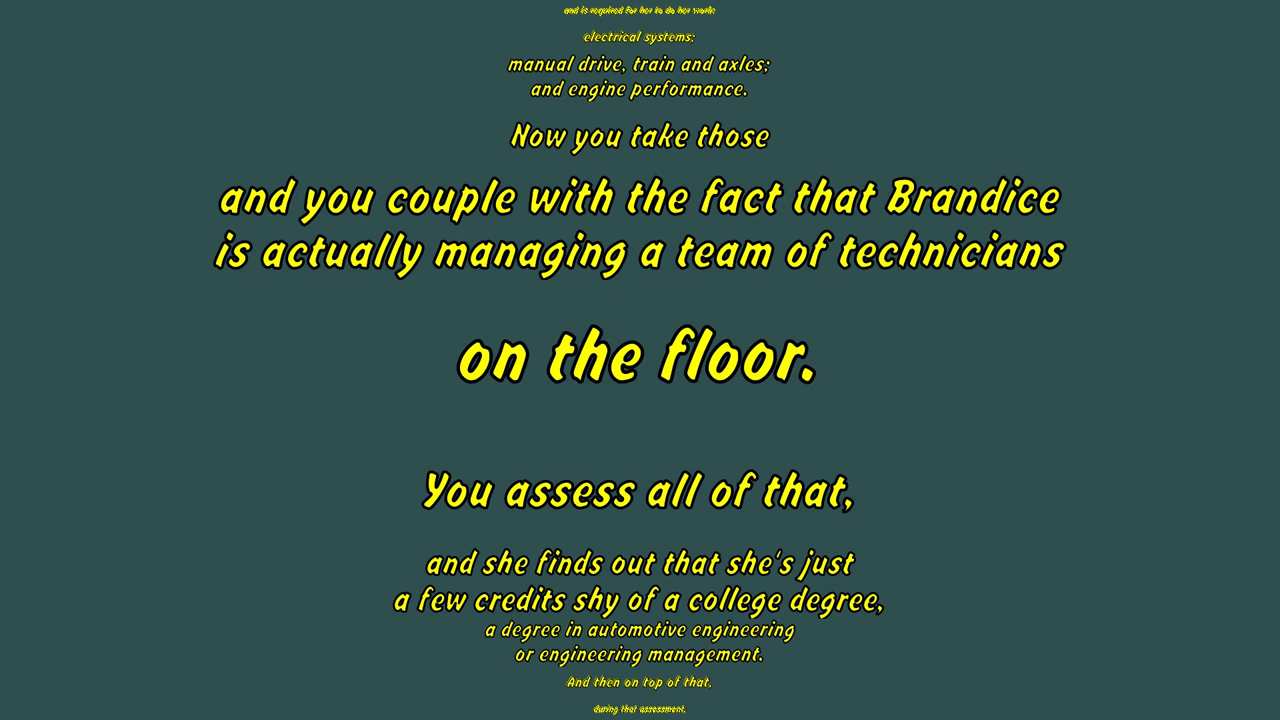 and is required for her to do her work:
electrical systems;
manual drive, train and axles;
and engine performance.
Now you take those
and you couple with the fact that Brandice
is actually managing a team of technicians
on the floor.
You assess all of that,
and she finds out that she's just
a few credits shy of a college degree,
a degree in automotive engineering
or engineering management.
And then on top of that,
during that assessment,